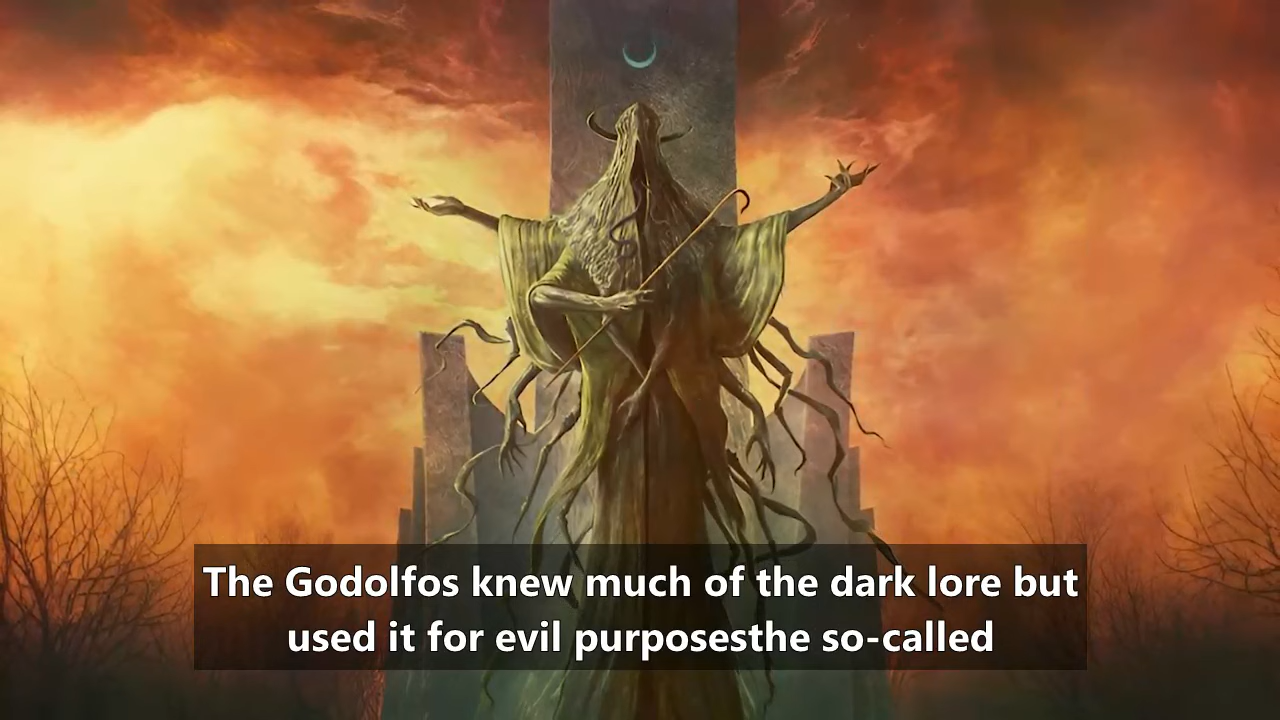 The Godolfos knew much of the dark lore but
used it for evil purposesthe so-called